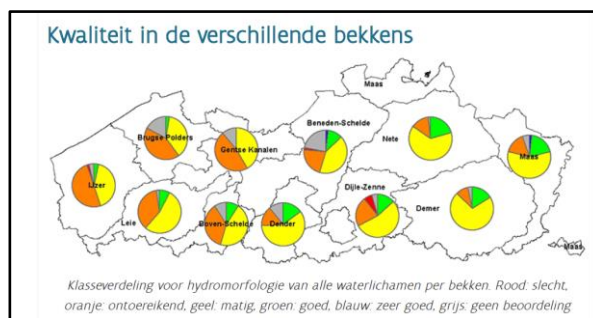 Kwaliteit in de verschillende bekkens
Maas
Beneden-Schelde
Brugse Polders
Nete
Gentse Kanalen
Maas
IJzer
Dijle-Zenne
Leie
Boven-Schelde
Dender
Demer
Maas
Klasseverdeling voor hydromorfologie van alle waterlichamen per bekken. Rood: slecht,
oranje: ontoereikend, geel: matig, groen: goed, blauw: zeer goed, grijs: geen beoordeling